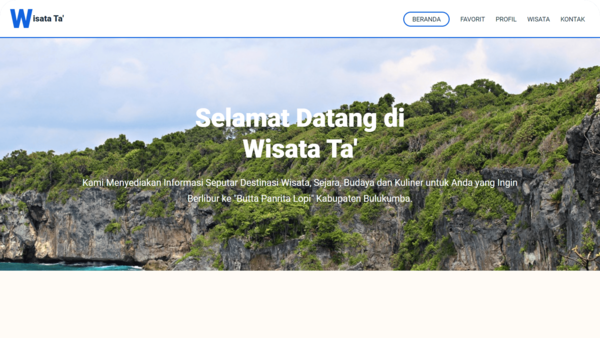 Wisata Ta'
BERANDA FAVORIT PROFIL WISATA KONTAK
Selamat Datang di
Wisata Ta'
Kami Menyediakan Informasi Seputar Destinasi Wisata, Sejara, Budaya dan Kuliner untuk Anda yang Ingin
Berlibur ke "Butta Panrita Lopi" Kabupaten Bulukumba.